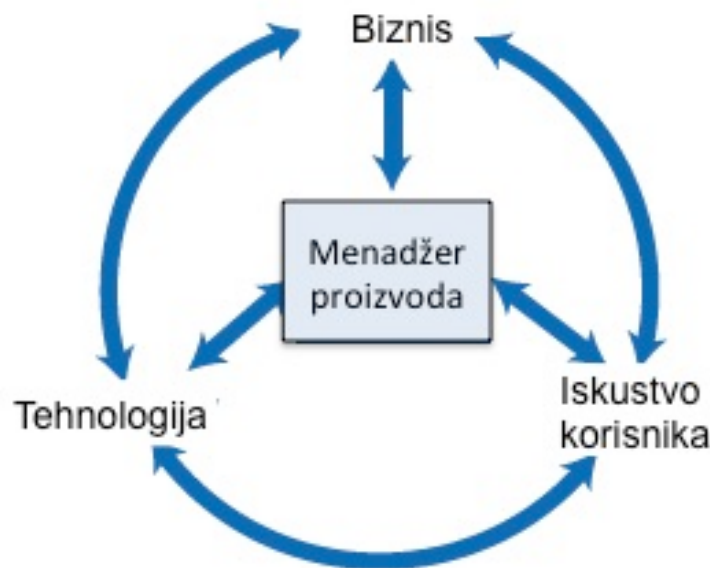 Biznis
Menadžer
proizvoda
Tehnologija
Iskustvo
korisnika